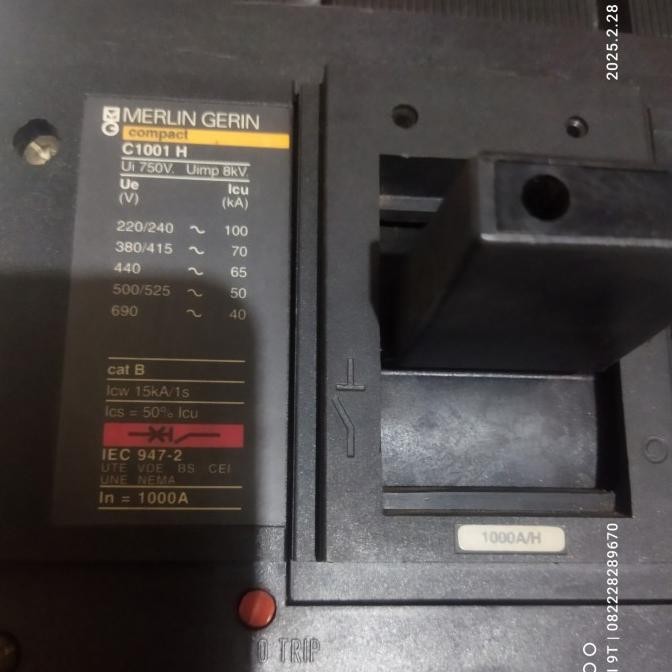 MERLIN GERIN
compact
C1001 H
Ui 750V. Uimp 8kV.
Ue Icu
(V) (kA)
220/240 ~ 100
380/415 ~ 70
440 ~ 65
500/525 ~ 50
690 ~ 40
cat B
Icw 15kA/1s
Ics = 50% Icu
IEC 947-2
UTE VDE BS CEI
UNE NEMA
In = 1000A
1000A/H
O TRIP
2025.2.28
9T | 082228289670